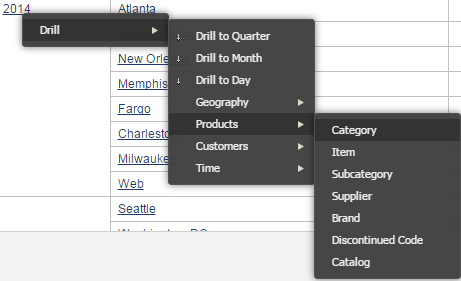 2014
Atlanta
Drill
Drill to Quarter
Drill to Month
New Orle
Drill to Day
Memphis
Geography
Fargo
Products
Category
Charlesto
Customers
Item
Milwauke
Time
Subcategory
Web
Supplier
Seattle
Brand
Discontinued Code
Catalog